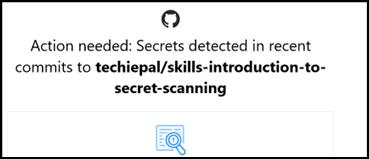 Action needed: Secrets detected in recent
commits to techiepal/skills-introduction-to-
secret-scanning